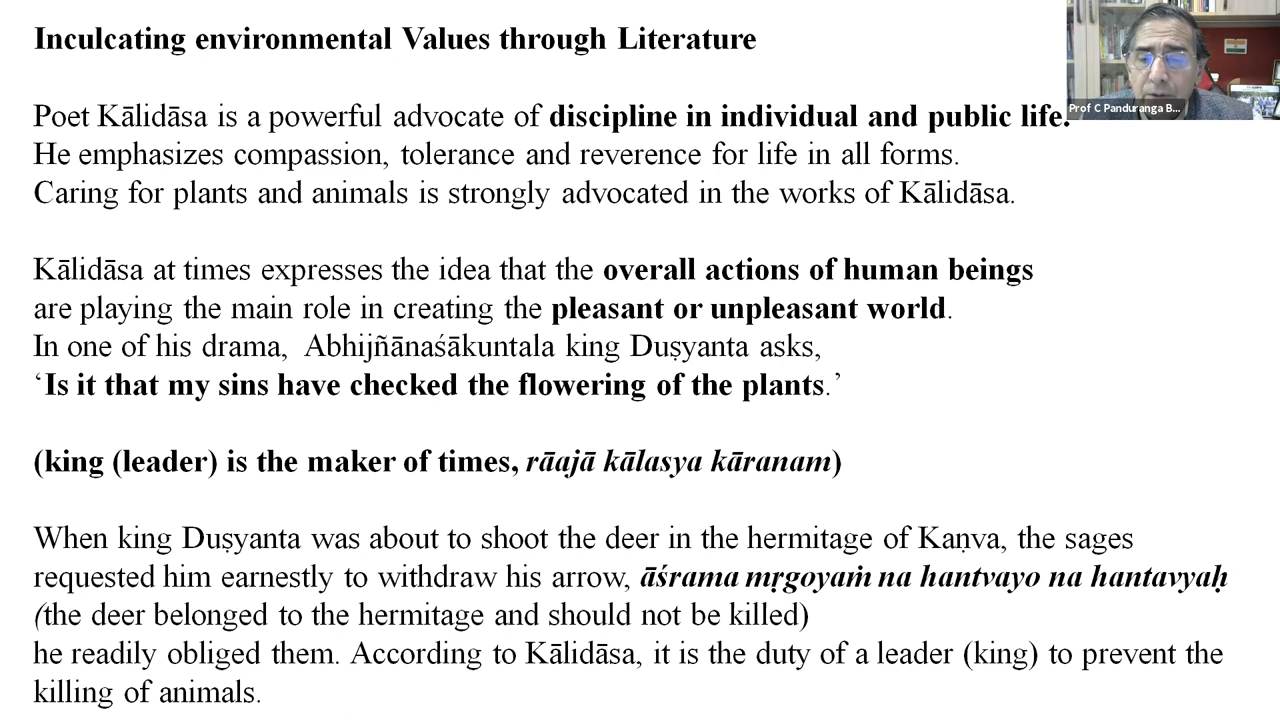 Inculcating environmental Values through Literature
Prof C Panduranga B...
Poet Kālidāsa is a powerful advocate of discipline in individual and public life.
He emphasizes compassion, tolerance and reverence for life in all forms.
Caring for plants and animals is strongly advocated in the works of Kālidāsa.
Kālidāsa at times expresses the idea that the overall actions of human beings
are playing the main role in creating the pleasant or unpleasant world.
In one of his drama, Abhijñānaśākuntala king Duṣyanta asks,
‘Is it that my sins have checked the flowering of the plants.’
(king (leader) is the maker of times, rāajā kālasya kāranam)
When king Duṣyanta was about to shoot the deer in the hermitage of Kaṇva, the sages
requested him earnestly to withdraw his arrow, āśrama mṛgoyaṁ na hantvayo na hantavyaḥ
(the deer belonged to the hermitage and should not be killed)
he readily obliged them. According to Kālidāsa, it is the duty of a leader (king) to prevent the
killing of animals.